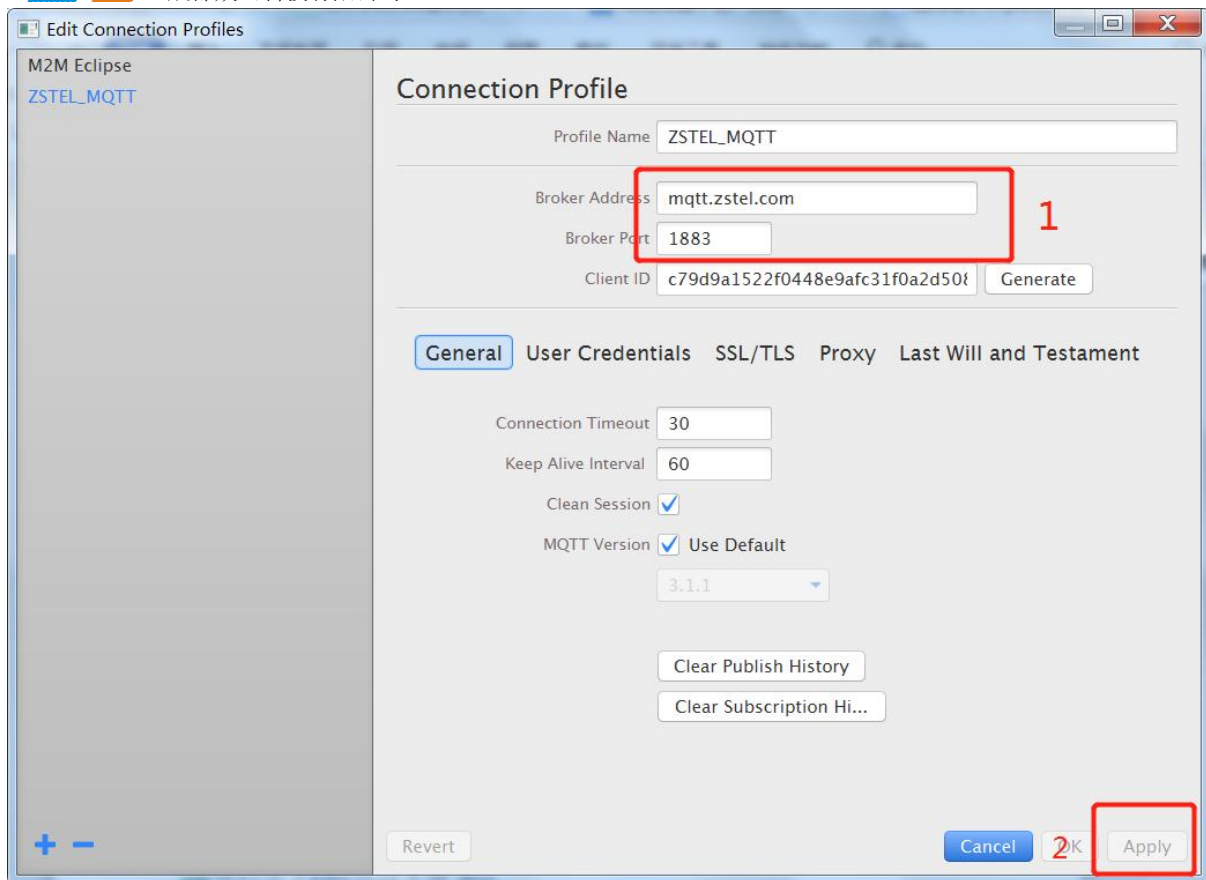 Edit Connection Profiles
M2M Eclipse
ZSTEL_MQTT
Connection Profile
Profile Name ZSTEL_MQTT
Broker Address mqtt.zstel.com
1
Broker Port 1883
Client ID c79d9a1522f0448e9afc31f0a2d508 Generate
General User Credentials SSL/TLS Proxy Last Will and Testament
Connection Timeout 30
Keep Alive Interval 60
Clean Session
MQTT Version Use Default
3.1.1
Clear Publish History
Clear Subscription Hi...
Revert Cancel 2 OK Apply